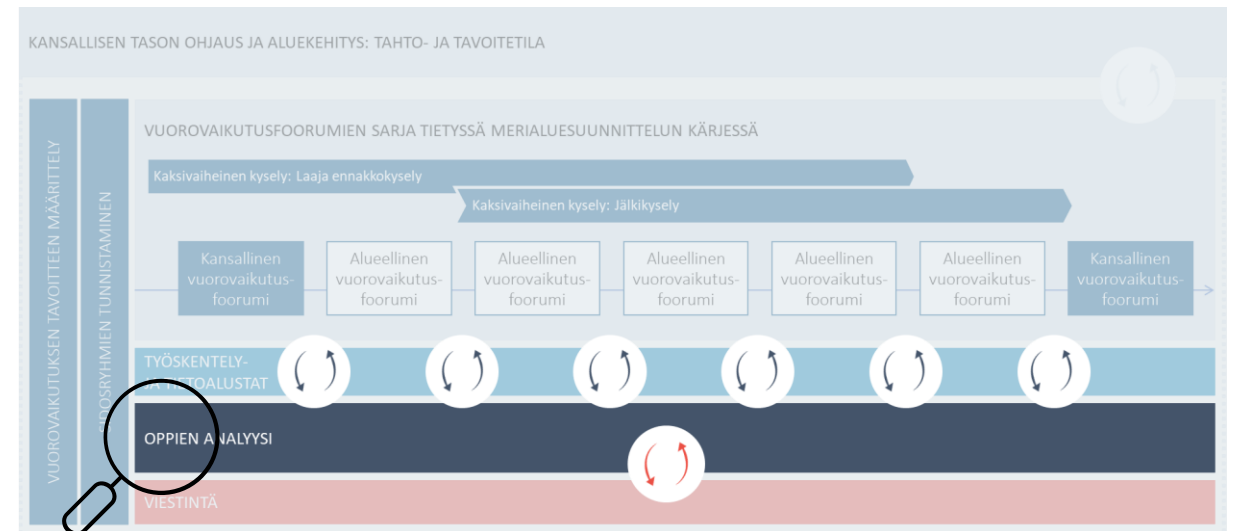 KANSALLISEN TASON OHJAUS JA ALUEKEHITYS: TAHTO- JA TAVOITETILA
VUOROVAIKUTUKSEN TAVOITTEEN MÄÄRITTELY
SIDOSRYHMIEN TUNNISTAMINEN
VUOROVAIKUTUSFOORUMIEN SARJA TIETYSSÄ MERIALUESUUNNITTELUN KÄRJESSÄ
Kaksivaiheinen kysely: Laaja ennakkokysely
Kaksivaiheinen kysely: Jälkikysely
Kansallinen
vuorovaikutus-
foorumi
Alueellinen
vuorovaikutus-
foorumi
Alueellinen
vuorovaikutus-
foorumi
Alueellinen
vuorovaikutus-
foorumi
Alueellinen
vuorovaikutus-
foorumi
Alueellinen
vuorovaikutus-
foorumi
Kansallinen
vuorovaikutus-
foorumi
TYÖSKENTELY-
JA TIETOALUSTAT
OPPIEN ANALYYSI
VIESTINTÄ